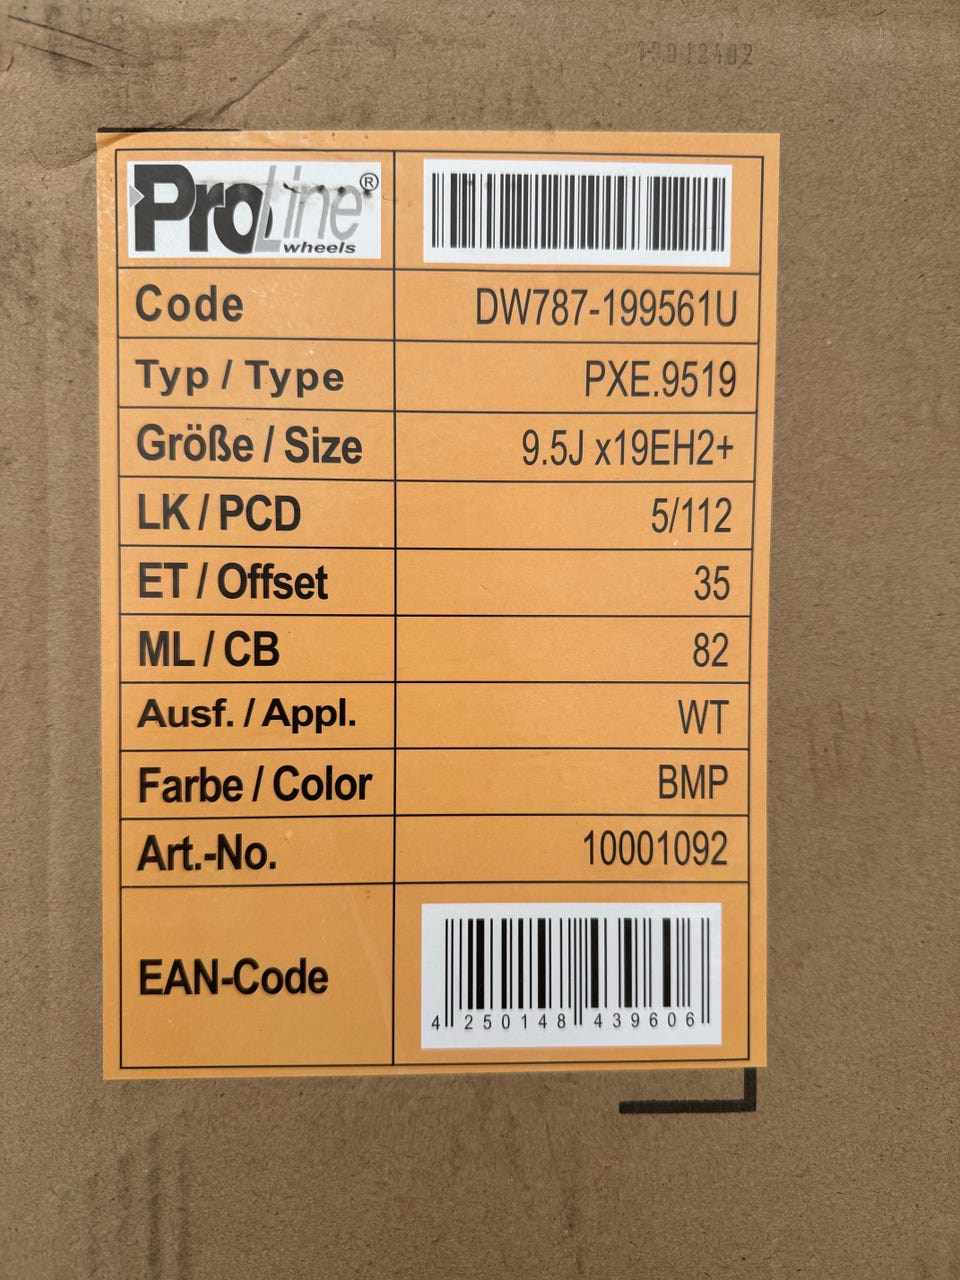 ProLine®
wheels
Code DW787-199561U
Typ / Type PXE.9519
Größe / Size 9.5J x19EH2+
LK / PCD 5/112
ET / Offset 35
ML / CB 82
Ausf. / Appl. WT
Farbe / Color BMP
Art.-No. 10001092
EAN-Code
4 250148 439606